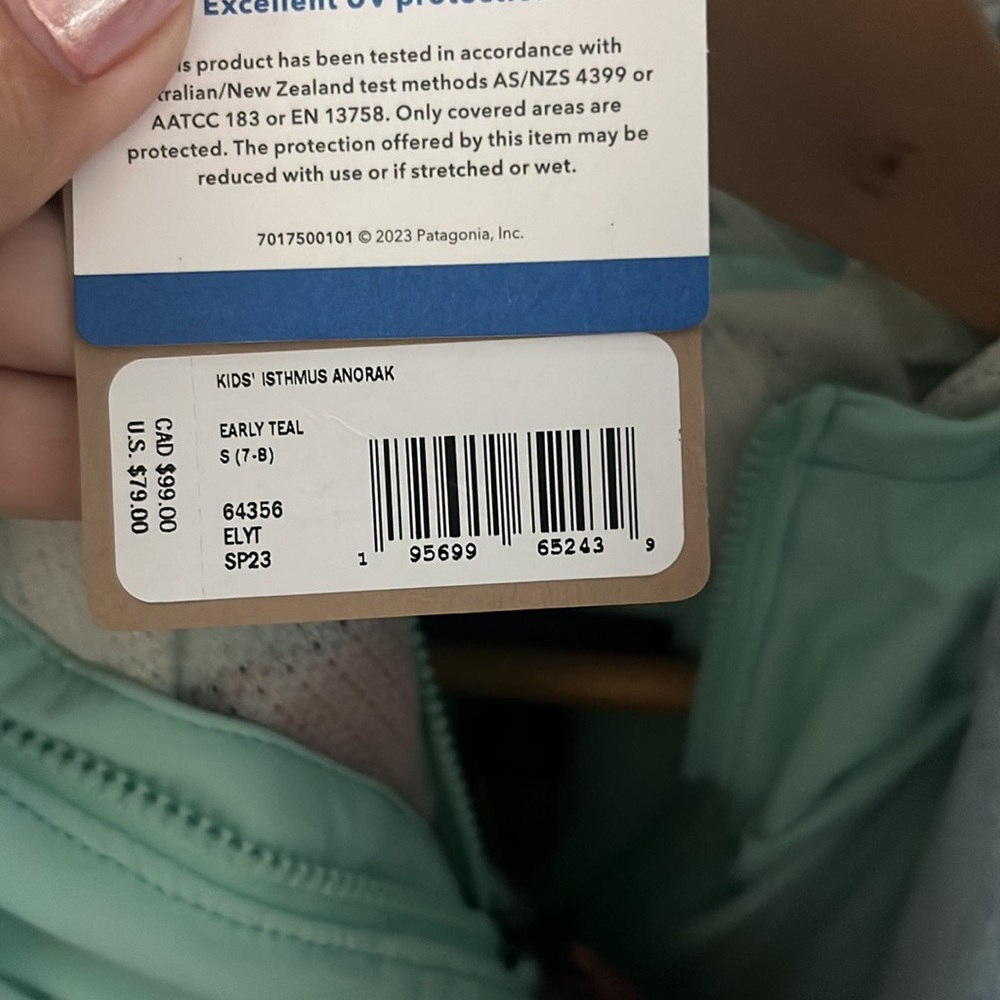 Excellent UV protection
is product has been tested in accordance with
tralian/New Zealand test methods AS/NZS 4399 or
AATCC 183 or EN 13758. Only covered areas are
protected. The protection offered by this item may be
reduced with use or if stretched or wet.
7017500101 © 2023 Patagonia, Inc.
KIDS' ISTHMUS ANORAK
EARLY TEAL
S (7-8)
64356
ELYT
SP23
CAD $99.00
U.S. $79.00
1 95699 65243 9